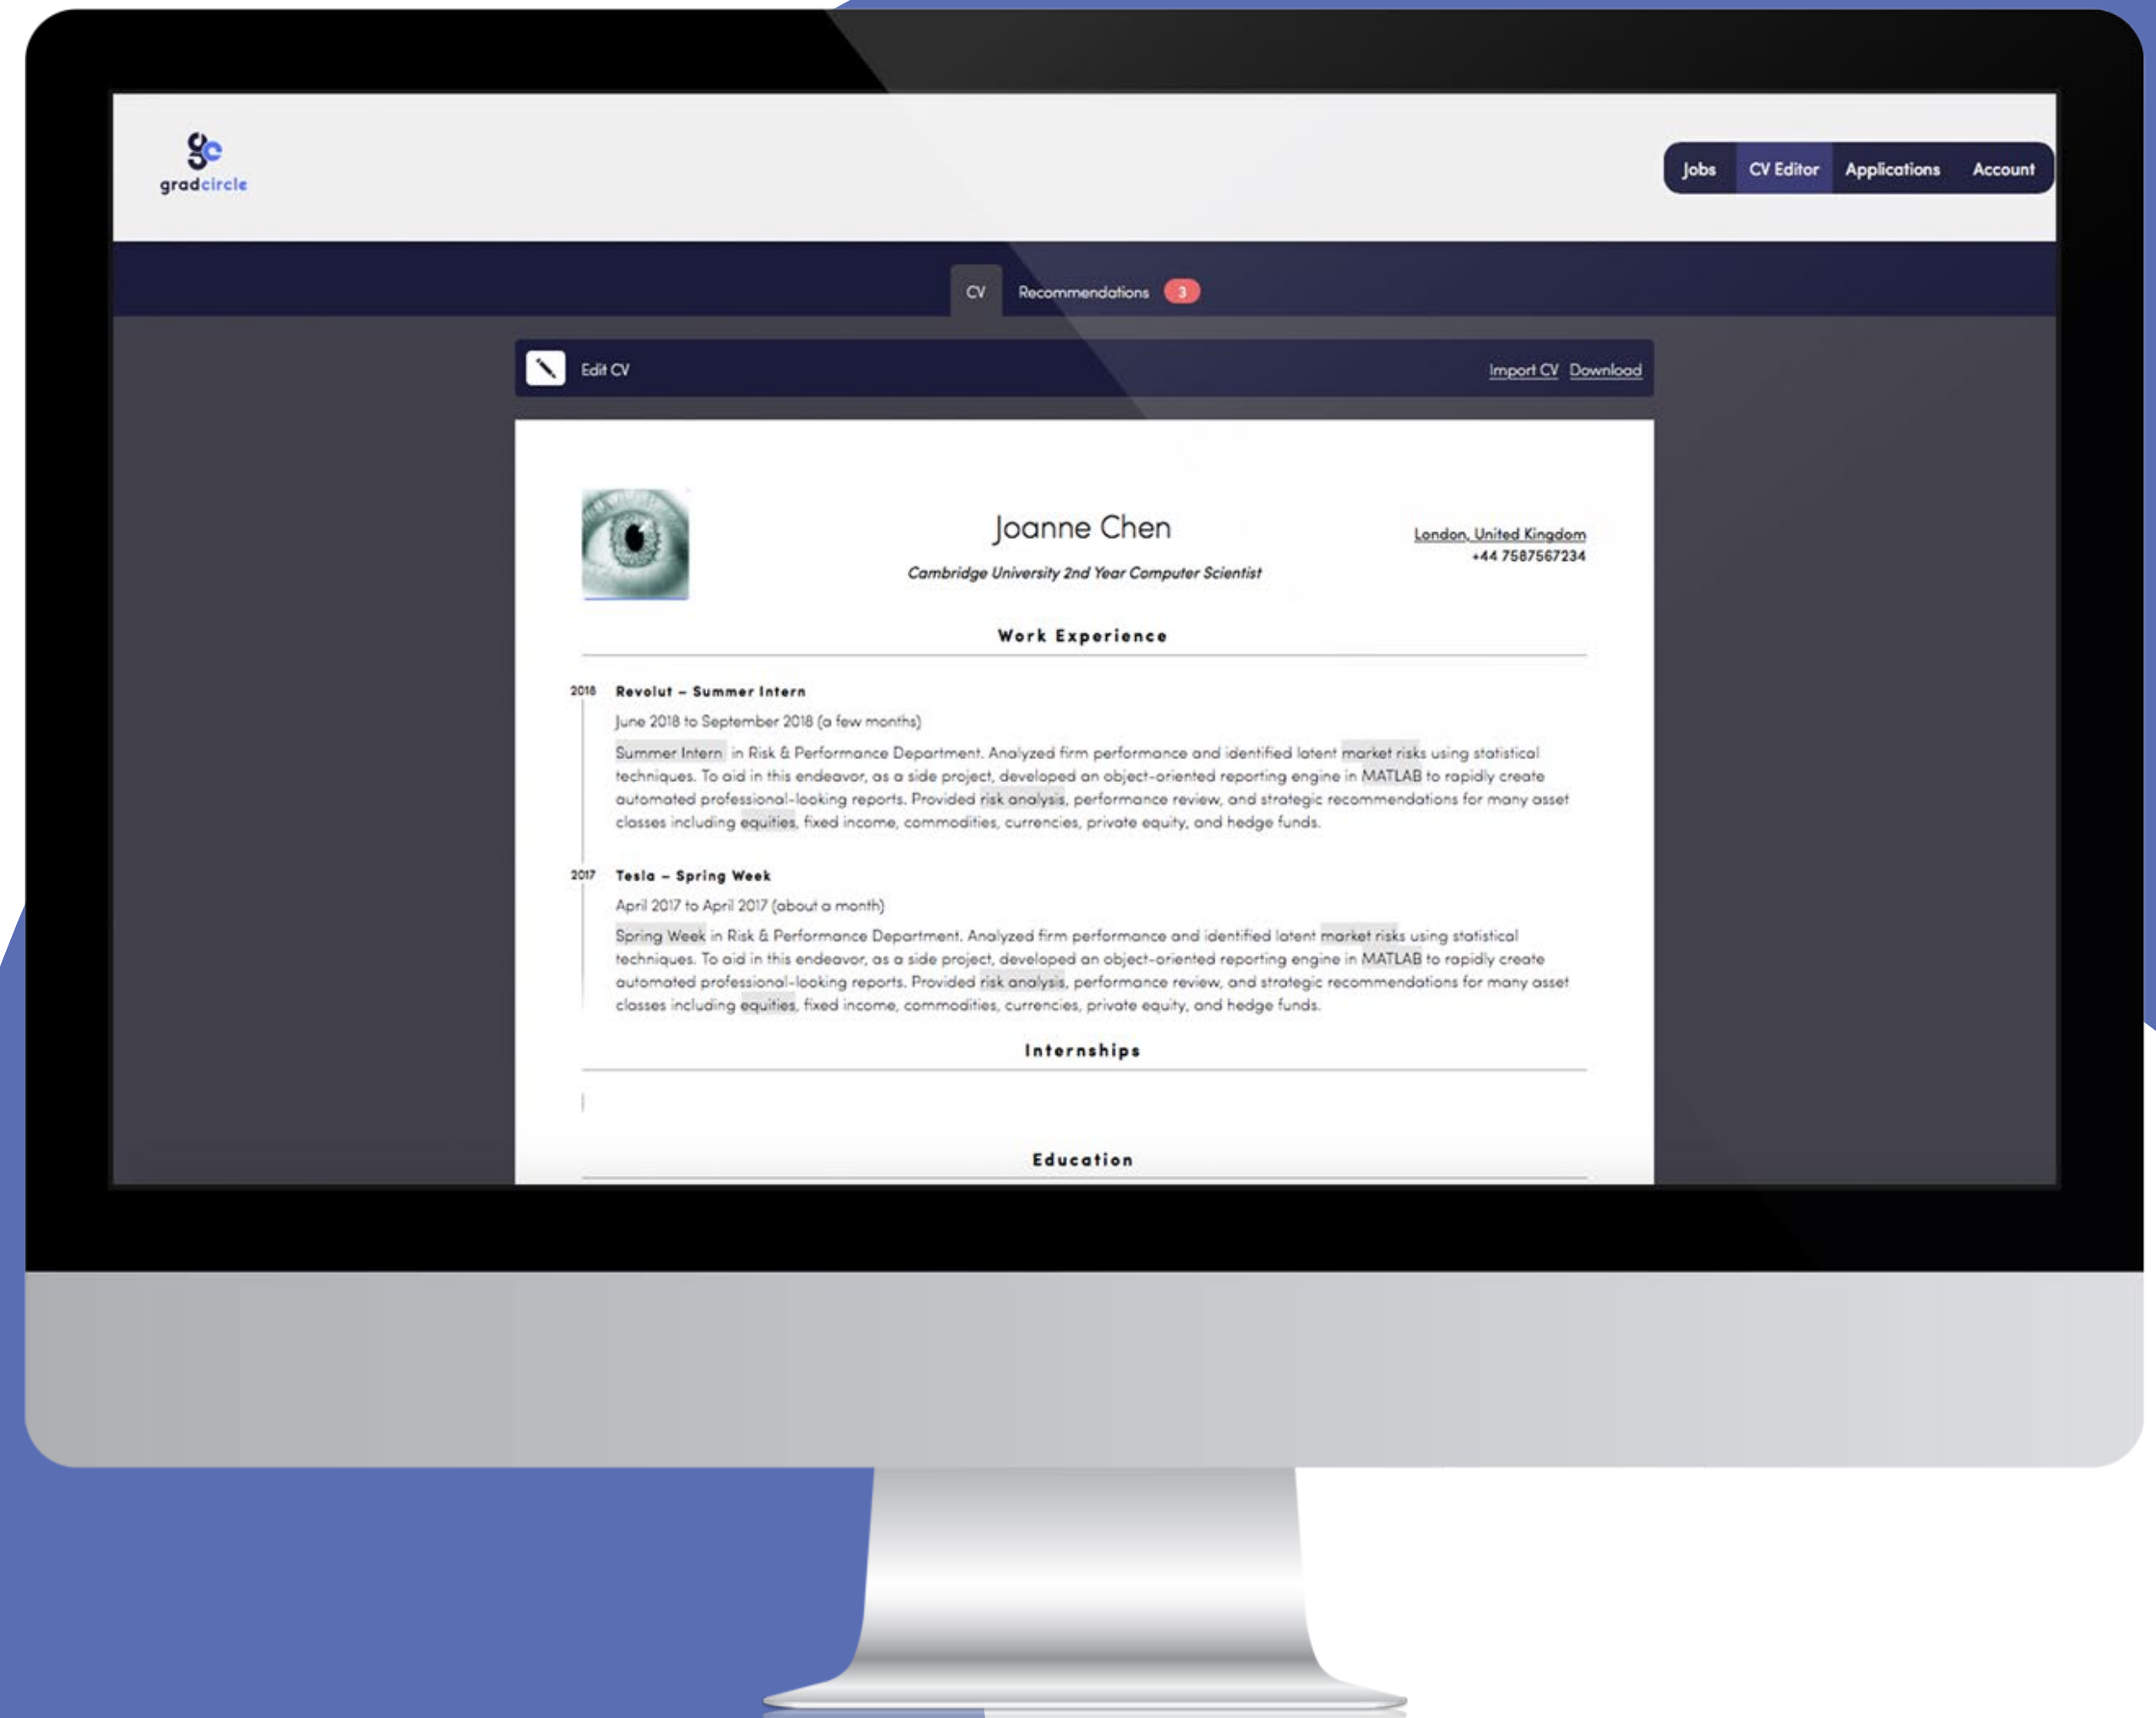 gc
gradcircle
Jobs CV Editor Applications Account
CV Recommendations 3
Edit CV Import CV Download
Joanne Chen
London, United Kingdom
+44 7587567234
Cambridge University 2nd Year Computer Scientist
Work Experience
2018 Revolut – Summer Intern
June 2018 to September 2018 (a few months)
Summer Intern in Risk & Performance Department. Analyzed firm performance and identified latent market risks using statistical
techniques. To aid in this endeavor, as a side project, developed an object-oriented reporting engine in MATLAB to rapidly create
automated professional-looking reports. Provided risk analysis, performance review, and strategic recommendations for many asset
classes including equities, fixed income, commodities, currencies, private equity, and hedge funds.
2017 Tesla – Spring Week
April 2017 to April 2017 (about a month)
Spring Week in Risk & Performance Department. Analyzed firm performance and identified latent market risks using statistical
techniques. To aid in this endeavor, as a side project, developed an object-oriented reporting engine in MATLAB to rapidly create
automated professional-looking reports. Provided risk analysis, performance review, and strategic recommendations for many asset
classes including equities, fixed income, commodities, currencies, private equity, and hedge funds.
Internships
Education